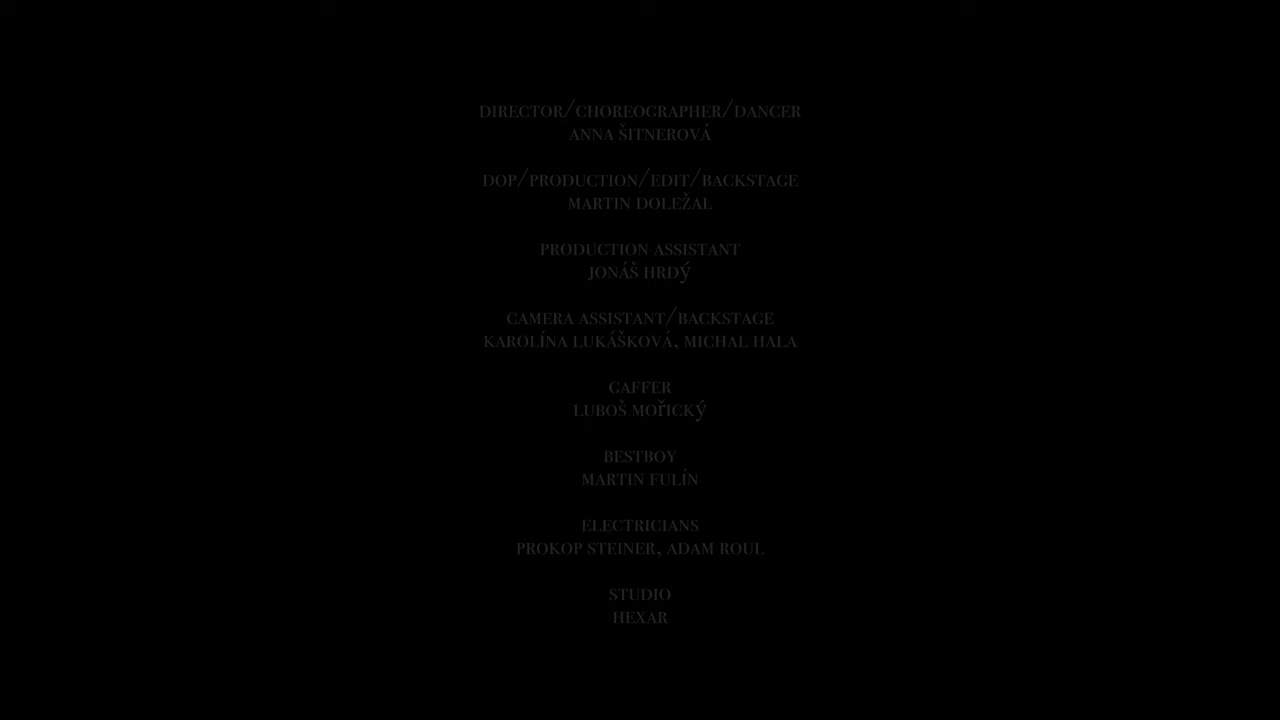 DIRECTOR/CHOREOGRAPHER/DANCER
ANNA ŠITNEROVÁ
DOP/PRODUCTION/EDIT/BACKSTAGE
MARTIN DOLEŽAL
PRODUCTION ASSISTANT
JONÁŠ HRDÝ
CAMERA ASSISTANT/BACKSTAGE
KAROLÍNA LUKÁŠKOVÁ, MICHAL HALA
GAFFER
LUBOŠ MOŘICKÝ
BESTBOY
MARTIN FULÍN
ELECTRICIANS
PROKOP STEINER, ADAM ROUL
STUDIO
HEXAR